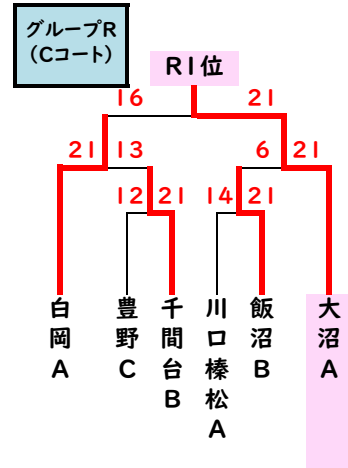 グループR
(Cコート)
R1位
16 21
21 13 6 21
12 21 14 21
白岡A
豊野C
千間台B
川口榛松A
飯沼B
大沼A